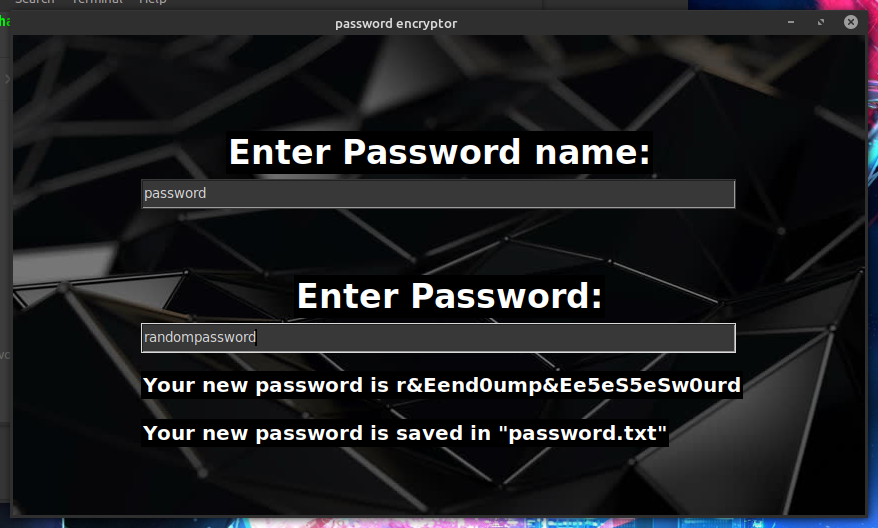 Search Terminal Help
password encryptor
Enter Password name:
password
Enter Password:
randompassword
Your new password is r&Eend0ump&Ee5eS5eSw0urd
Your new password is saved in "password.txt"